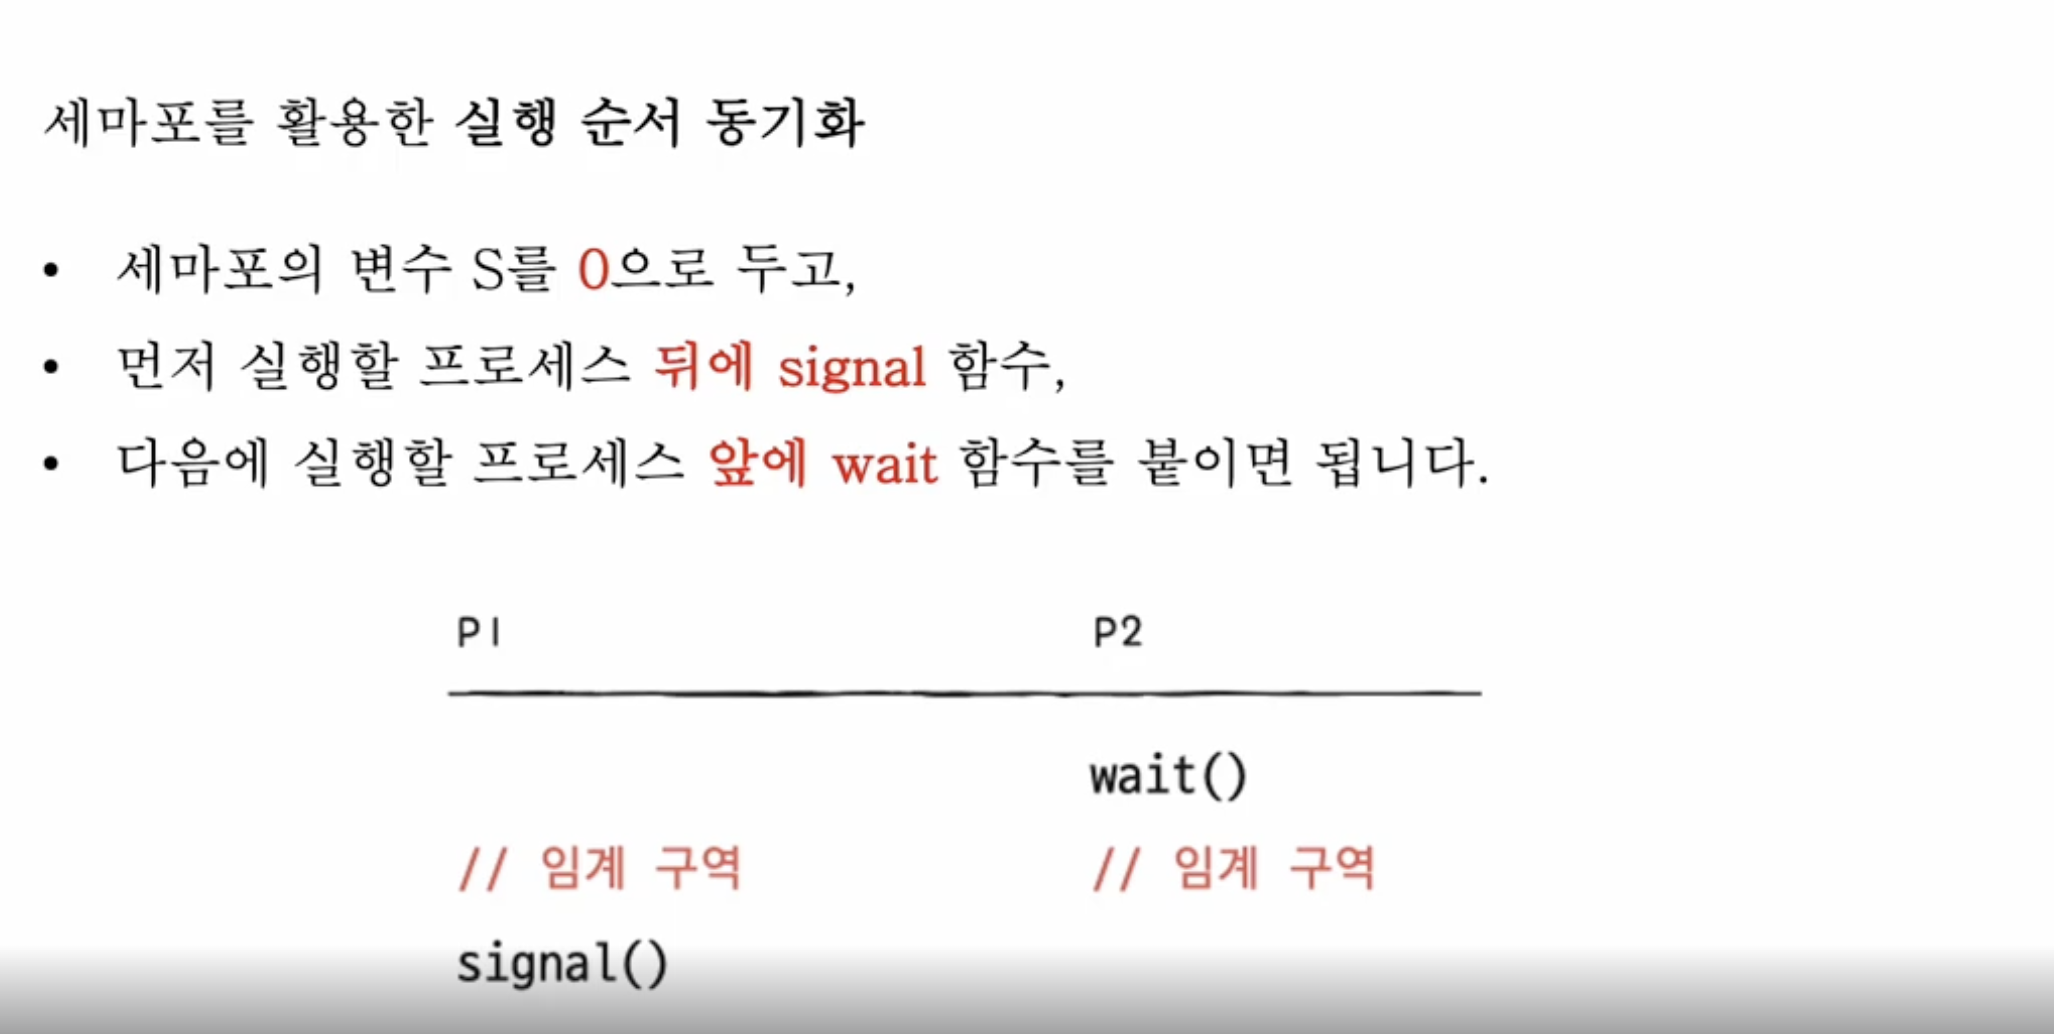 세마포를 활용한 실행 순서 동기화
• 세마포의 변수 S를 0으로 두고,
• 먼저 실행할 프로세스 뒤에 signal 함수,
• 다음에 실행할 프로세스 앞에 wait 함수를 붙이면 됩니다.
P1 P2
wait()
// 임계 구역 // 임계 구역
signal()